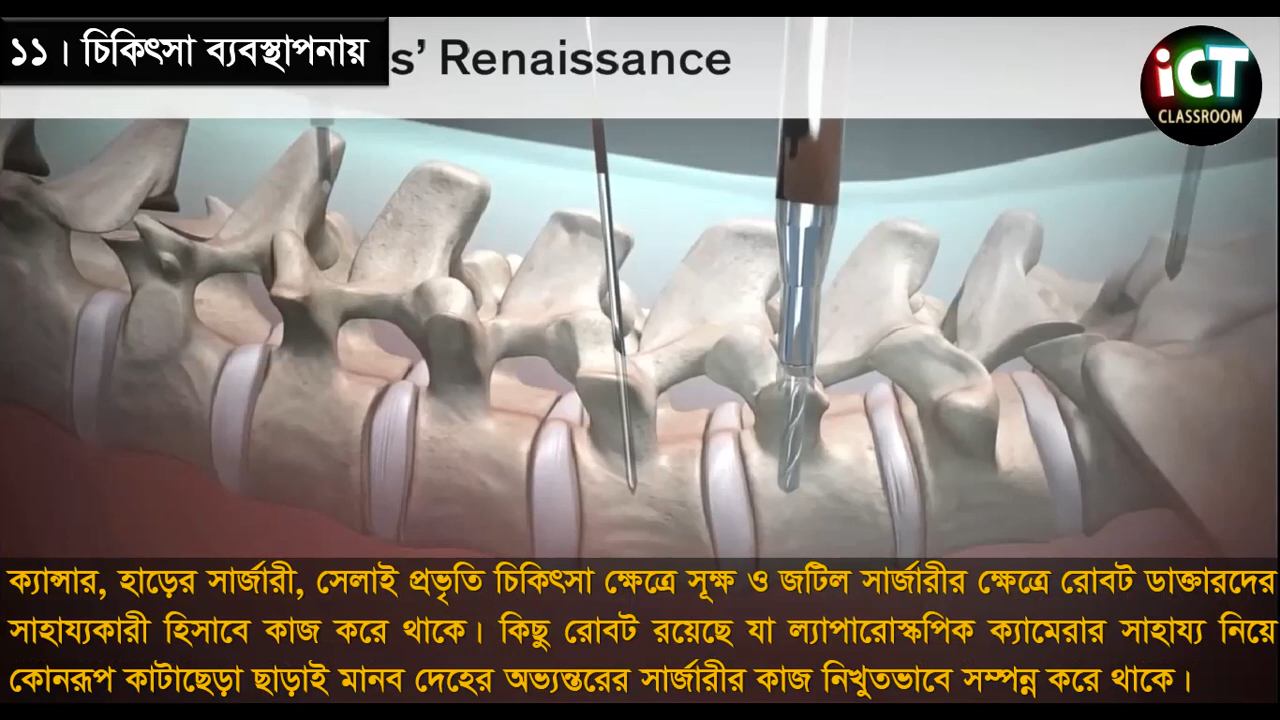 ১১। চিকিৎসা ব্যবস্থাপনায়
s’ Renaissance
iCT
CLASSROOM
ক্যান্সার, হাড়ের সার্জারী, সেলাই প্রভৃতি চিকিৎসা ক্ষেত্রে সূক্ষ ও জটিল সার্জারীর ক্ষেত্রে রোবট ডাক্তারদের
সাহায্যকারী হিসাবে কাজ করে থাকে। কিছু রোবট রয়েছে যা ল্যাপারোস্কপিক ক্যামেরার সাহায্য নিয়ে
কোনরূপ কাটাছেড়া ছাড়াই মানব দেহের অভ্যন্তরের সার্জারীর কাজ নিখুতভাবে সম্পন্ন করে থাকে।